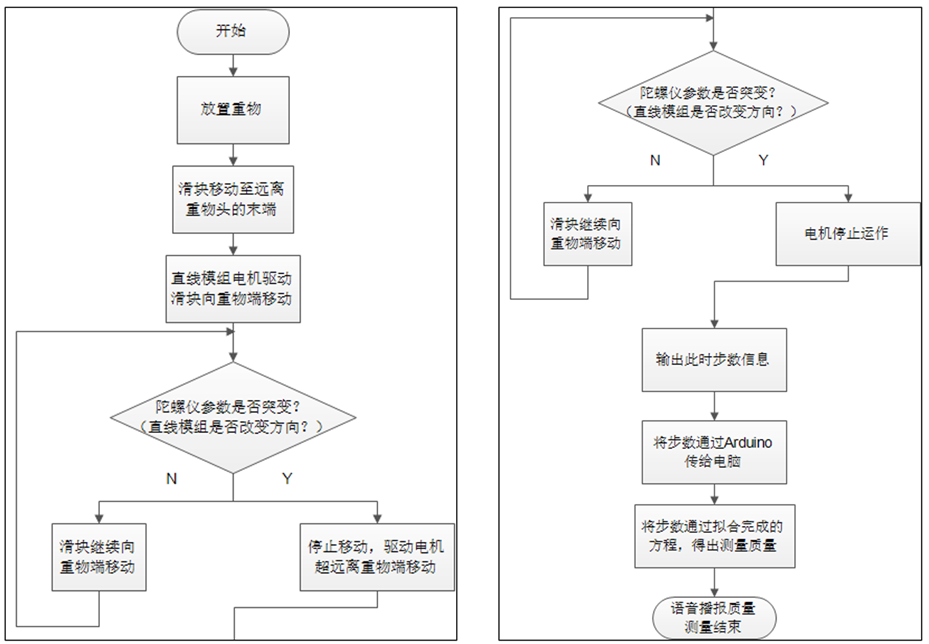 开始
放置重物
滑块移动至远离
重物头的末端
直线模组电机驱动
滑块向重物端移动
陀螺仪参数是否突变？
（直线模组是否改变方向？）
N
Y
滑块继续向
重物端移动
停止移动，驱动电机
超远离重物端移动
陀螺仪参数是否突变？
（直线模组是否改变方向？）
N
Y
滑块继续向
重物端移动
电机停止运作
输出此时步数信息
将步数通过Arduino
传给电脑
将步数通过拟合完成的
方程，得出测量质量
语音播报质量
测量结束